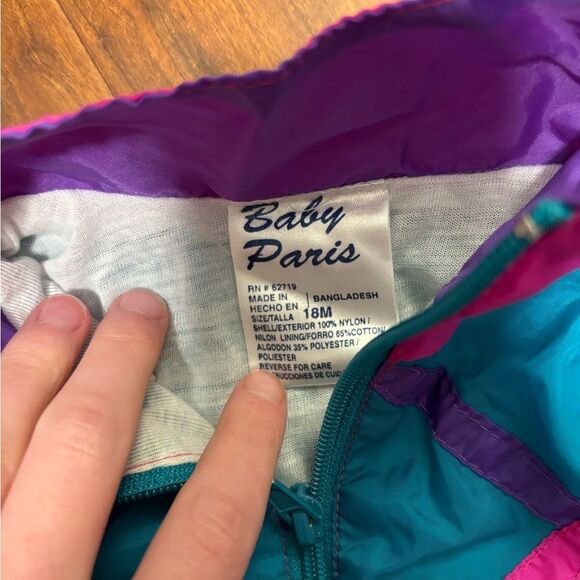 Baby
Paris
RN # 62719
MADE IN / BANGLADESH
HECHO EN
SIZE/TALLA 18M
SHELL/EXTERIOR 100% NYLON/
NILON LINING/FORRO 65%COTTON/
ALGODON 35% POLYESTER/
POLIESTER
REVERSE FOR CARE